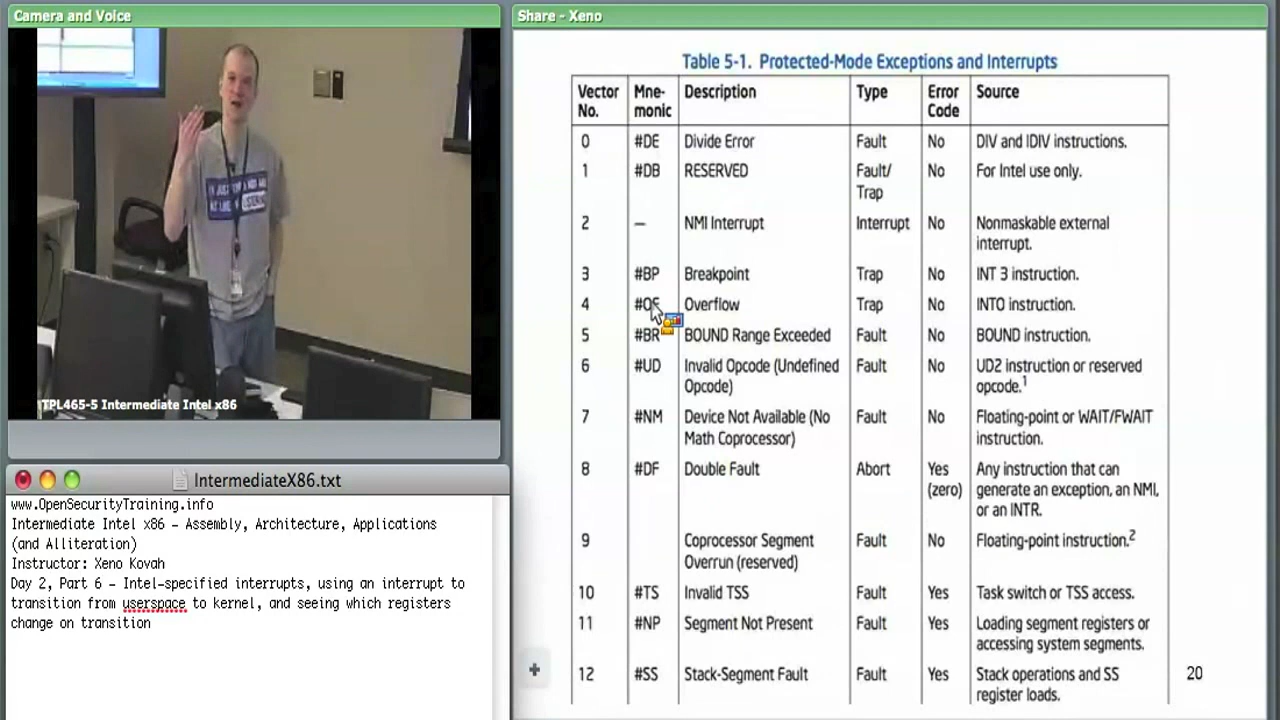 Camera and Voice
TPL465-5 Intermediate Intel x86
IntermediateX86.txt
www.OpenSecurityTraining.info
Intermediate Intel x86 – Assembly, Architecture, Applications
(and Alliteration)
Instructor: Xeno Kovah
Day 2, Part 6 – Intel-specified interrupts, using an interrupt to
transition from userspace to kernel, and seeing which registers
change on transition
Share - Xeno
Table 5-1. Protected-Mode Exceptions and Interrupts
Vector No. Mne-monic Description Type Error Code Source
0 #DE Divide Error Fault No DIV and IDIV instructions.
1 #DB RESERVED Fault/ Trap No For Intel use only.
2 — NMI Interrupt Interrupt No Nonmaskable external interrupt.
3 #BP Breakpoint Trap No INT 3 instruction.
4 #OF Overflow Trap No INTO instruction.
5 #BR BOUND Range Exceeded Fault No BOUND instruction.
6 #UD Invalid Opcode (Undefined Opcode) Fault No UD2 instruction or reserved opcode.1
7 #NM Device Not Available (No Math Coprocessor) Fault No Floating-point or WAIT/FWAIT instruction.
8 #DF Double Fault Abort Yes (zero) Any instruction that can generate an exception, an NMI, or an INTR.
9 Coprocessor Segment Overrun (reserved) Fault No Floating-point instruction.2
10 #TS Invalid TSS Fault Yes Task switch or TSS access.
11 #NP Segment Not Present Fault Yes Loading segment registers or accessing system segments.
12 #SS Stack-Segment Fault Fault Yes Stack operations and SS register loads.
20